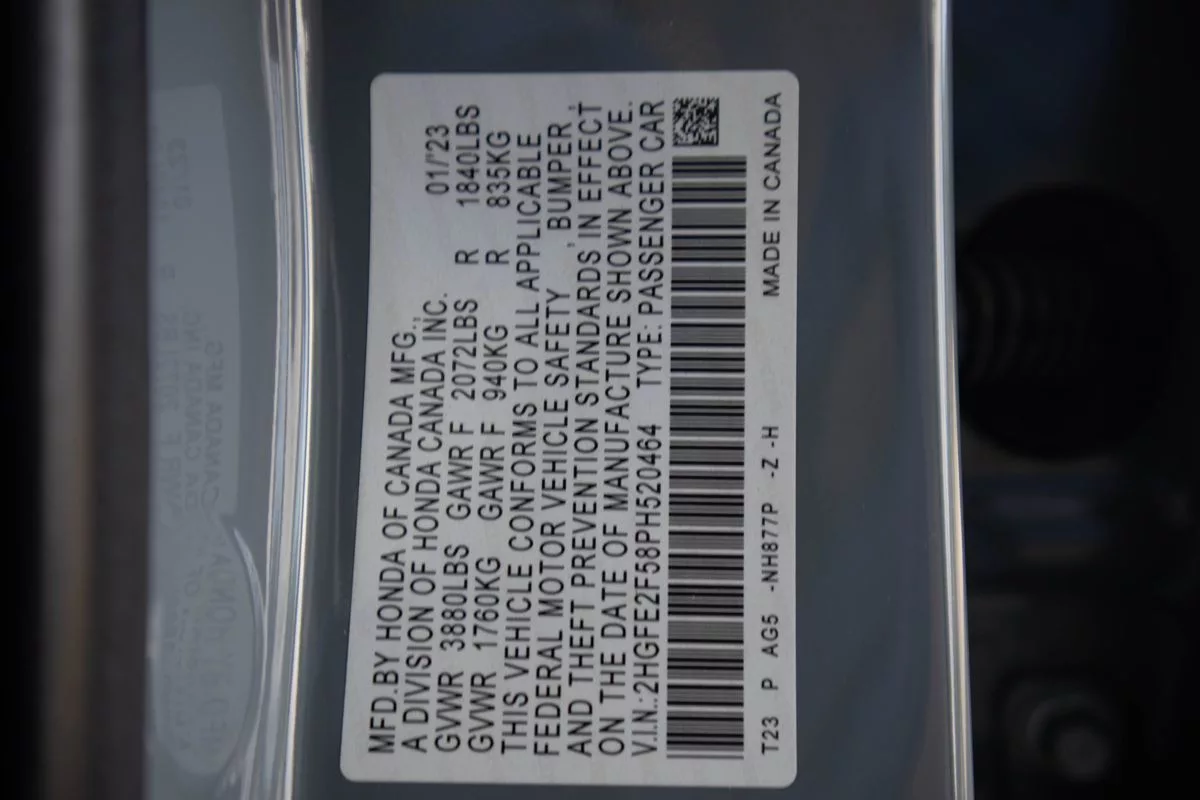 MFD.BY HONDA OF CANADA MFG.,
A DIVISION OF HONDA CANADA INC. 01/'23
GVWR 3880LBS GAWR F 2072LBS R 1840LBS
GVWR 1760KG GAWR F 940KG R 835KG
THIS VEHICLE CONFORMS TO ALL APPLICABLE
FEDERAL MOTOR VEHICLE SAFETY, BUMPER,
AND THEFT PREVENTION STANDARDS IN EFFECT
ON THE DATE OF MANUFACTURE SHOWN ABOVE.
V.I.N.:2HGFE2F58PH520464 TYPE: PASSENGER CAR
T23 P AG5 -NH877P -Z -H MADE IN CANADA